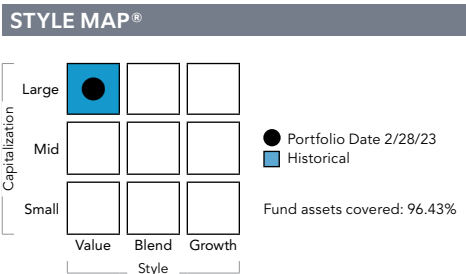 STYLE MAP®
Large
Mid
Small
Capitalization
Value Blend Growth
Style
Portfolio Date 2/28/23
Historical
Fund assets covered: 96.43%